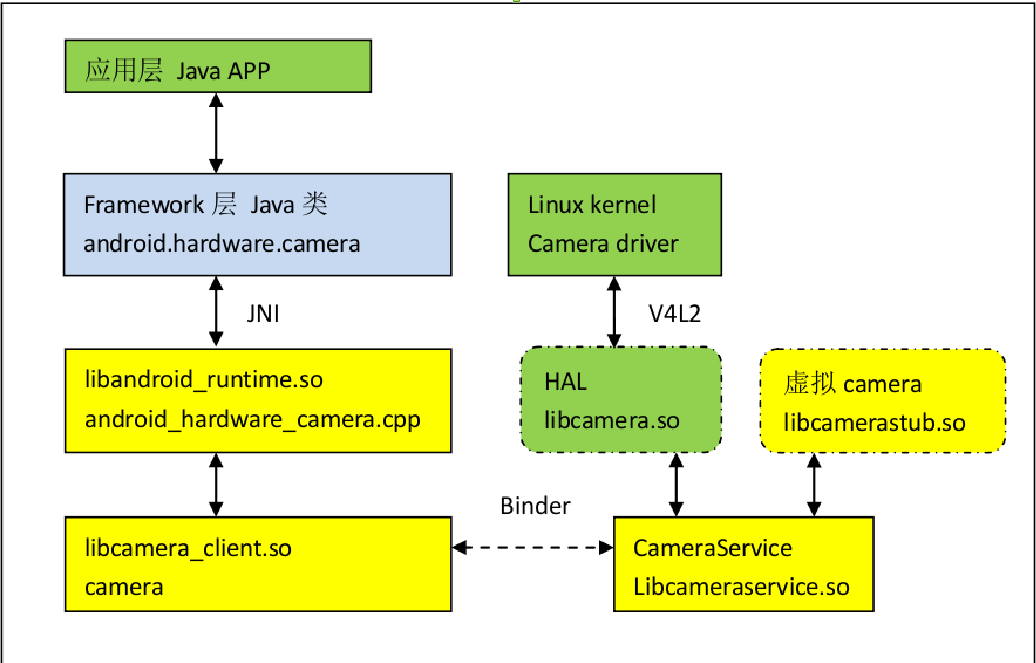 应用层 Java APP
Framework 层 Java 类
android.hardware.camera
JNI
libandroid_runtime.so
android_hardware_camera.cpp
libcamera_client.so
camera
Binder
Linux kernel
Camera driver
V4L2
HAL
libcamera.so
虚拟 camera
libcamerastub.so
CameraService
Libcameraservice.so